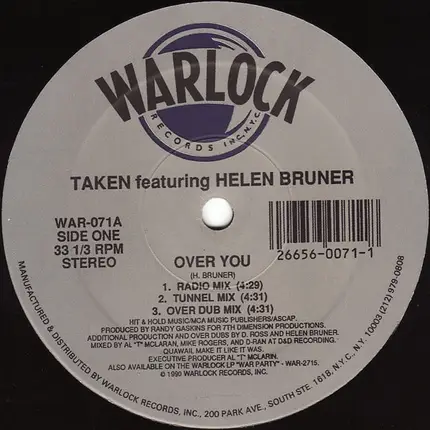 WARLOCK
RECORDS INC. N.Y.C.
TAKEN featuring HELEN BRUNER
WAR-071A
SIDE ONE
33 1/3 RPM
STEREO
26656-0071-1
OVER YOU
(H. BRUNER)
1. RADIO MIX (4:29)
2. TUNNEL MIX (4:31)
3. OVER DUB MIX (4:31)
HIT & HOLD MUSIC/MCA MUSIC PUBLISHERS/ASCAP.
PRODUCED BY RANDY GASKINS FOR 7TH DIMENSION PRODUCTIONS.
ADDITIONAL PRODUCTION AND OVER DUBS BY D. ROSS AND HELEN BRUNER.
MIXED BY AL "T" McLARAN, MIKE ROGERS, AND D-RAN AT D&D RECORDING.
QUAWAIL MAKE IT LIKE IT WAS.
EXECUTIVE PRODUCER AL "T" McLARIN.
ALSO AVAILABLE ON THE WARLOCK LP "WAR PARTY" - WAR-2715.
© 1990 WARLOCK RECORDS, INC.
MANUFACTURED & DISTRIBUTED BY WARLOCK RECORDS, INC., 200 PARK AVE., SOUTH STE. 1618, N.Y.C., N.Y. 10003 (212) 979-0808